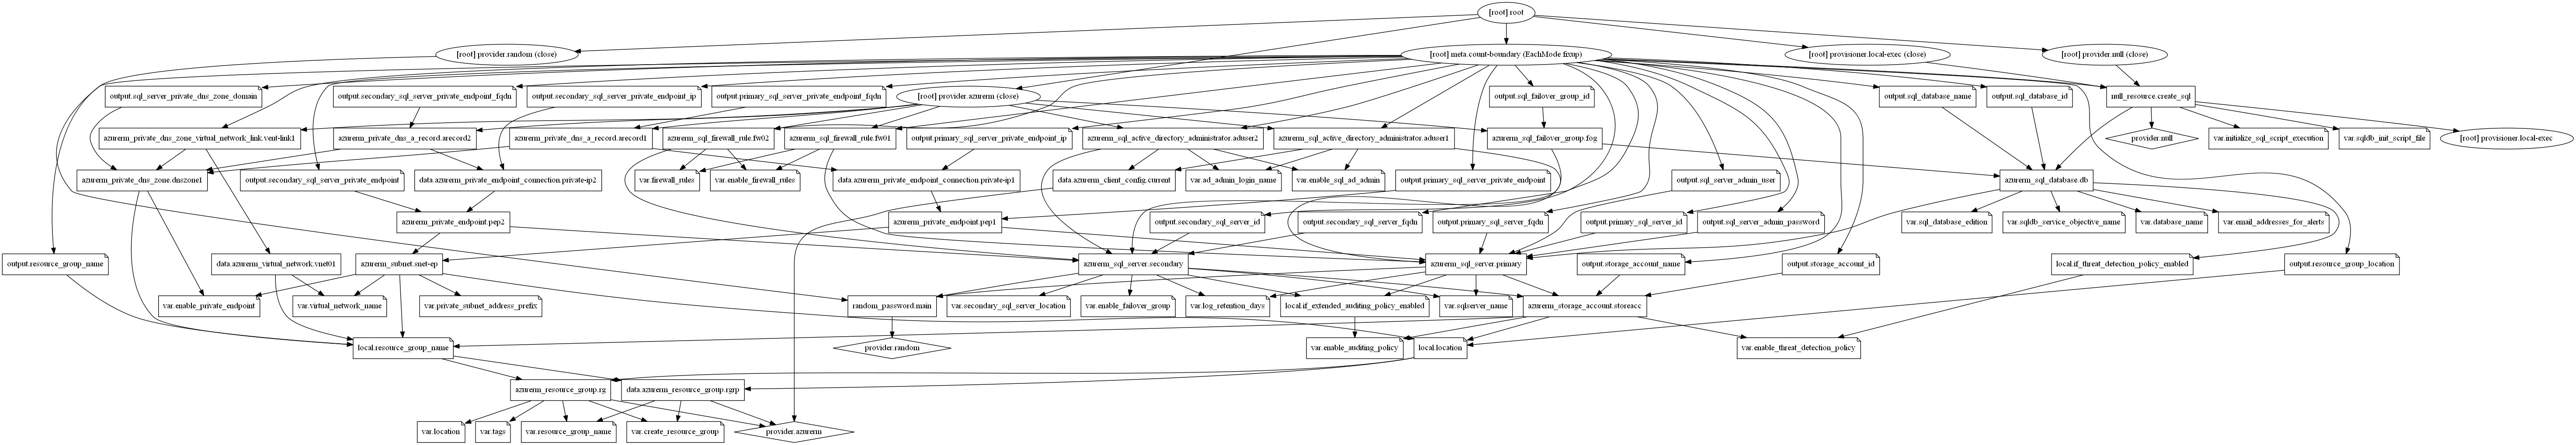 [root] root
[root] provider.random (close)
[root] meta.count-boundary (EachMode fixup)
[root] provisioner.local-exec (close)
[root] provider.null (close)
output.sql_server_private_dns_zone_domain
output.secondary_sql_server_private_endpoint_fqdn
output.secondary_sql_server_private_endpoint_ip
output.primary_sql_server_private_endpoint_fqdn
[root] provider.azurerm (close)
output.sql_failover_group_id
output.sql_database_name
output.sql_database_id
null_resource.create_sql
azurerm_private_dns_zone_virtual_network_link.vent-link1
azurerm_private_dns_a_record.arecord2
azurerm_private_dns_a_record.arecord1
azurerm_sql_firewall_rule.fw02
azurerm_sql_firewall_rule.fw01
output.primary_sql_server_private_endpoint_ip
azurerm_sql_active_directory_administrator.aduser2
azurerm_sql_active_directory_administrator.aduser1
azurerm_sql_failover_group.fog
provider.null
var.initialize_sql_script_execution
var.sqldb_init_script_file
[root] provisioner.local-exec
azurerm_private_dns_zone.dnszone1
output.secondary_sql_server_private_endpoint
data.azurerm_private_endpoint_connection.private-ip2
var.firewall_rules
var.enable_firewall_rules
data.azurerm_private_endpoint_connection.private-ip1
data.azurerm_client_config.current
var.ad_admin_login_name
var.enable_sql_ad_admin
output.primary_sql_server_private_endpoint
output.sql_server_admin_user
azurerm_sql_database.db
azurerm_private_endpoint.pep2
azurerm_private_endpoint.pep1
output.secondary_sql_server_id
output.secondary_sql_server_fqdn
output.primary_sql_server_fqdn
output.primary_sql_server_id
output.sql_server_admin_password
var.sql_database_edition
var.sqldb_service_objective_name
var.database_name
var.email_addresses_for_alerts
output.resource_group_name
data.azurerm_virtual_network.vnet01
azurerm_subnet.snet-ep
azurerm_sql_server.secondary
azurerm_sql_server.primary
output.storage_account_name
output.storage_account_id
local.if_threat_detection_policy_enabled
output.resource_group_location
var.enable_private_endpoint
var.virtual_network_name
var.private_subnet_address_prefix
random_password.main
var.secondary_sql_server_location
var.enable_failover_group
var.log_retention_days
local.if_extended_auditing_policy_enabled
var.sqlserver_name
azurerm_storage_account.storeacc
local.resource_group_name
provider.random
var.enable_auditing_policy
local.location
var.enable_threat_detection_policy
azurerm_resource_group.rg
data.azurerm_resource_group.rgrp
var.location
var.tags
var.resource_group_name
var.create_resource_group
provider.azurerm